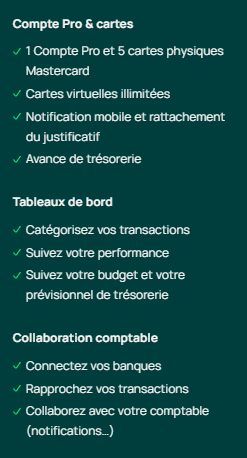 Compte Pro & cartes
1 Compte Pro et 5 cartes physiques
Mastercard
Cartes virtuelles illimitées
Notification mobile et rattachement
du justificatif
Avance de trésorerie
Tableaux de bord
Catégorisez vos transactions
Suivez votre performance
Suivez votre budget et votre
prévisionnel de trésorerie
Collaboration comptable
Connectez vos banques
Rapprochez vos transactions
Collaborez avec votre comptable
(notifications...)